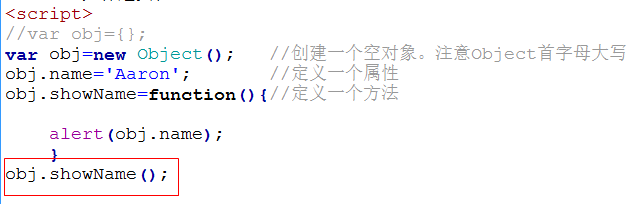 <script>
//var obj={};
var obj=new Object();   //创建一个空对象。注意Object首字母大写
obj.name='Aaron';       //定义一个属性
obj.showName=function(){//定义一个方法
    alert(obj.name);
    }
obj.showName();